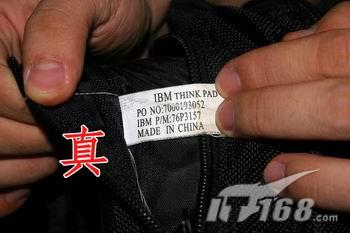 IBM THINK PAD
PO NO:7000193052
IBM P/M:76P3157
MADE IN CHINA
真
IT168.com